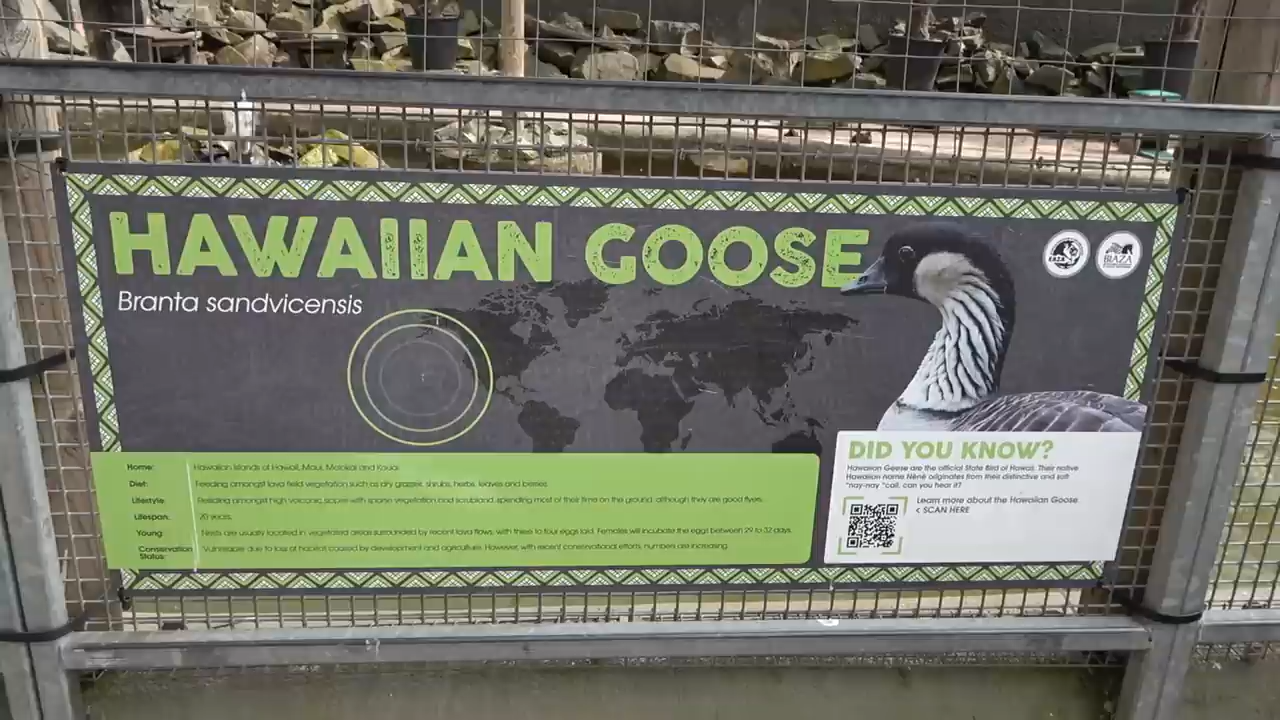 HAWAIIAN GOOSE
Branta sandvicensis
BIAZA
Home: Hawaiian Islands of Hawaii, Maui, Molokai and Kauai.
Diet: Feeding amongst lava field vegetation such as dry grasses, shrubs, herbs, leaves and berries.
Lifestyle: Residing amongst high volcanic slopes with sparse vegetation and scrubland, spending most of their time on the ground, although they are good flyers.
Lifespan: 20 years.
Young: Nests are usually located in vegetated areas surrounded by recent lava flows, with three to four eggs laid. Females will incubate the eggs between 29 to 32 days.
Conservation Vulnerable due to loss of habitat caused by development and agriculture. However, with recent conservational efforts, numbers are increasing.
Status:
DID YOU KNOW?
Hawaiian Geese are the official State Bird of Hawaii. Their native
Hawaiian name Nēnē originates from their distinctive and soft
"nay-nay "call, can you hear it?
Learn more about the Hawaiian Goose
< SCAN HERE